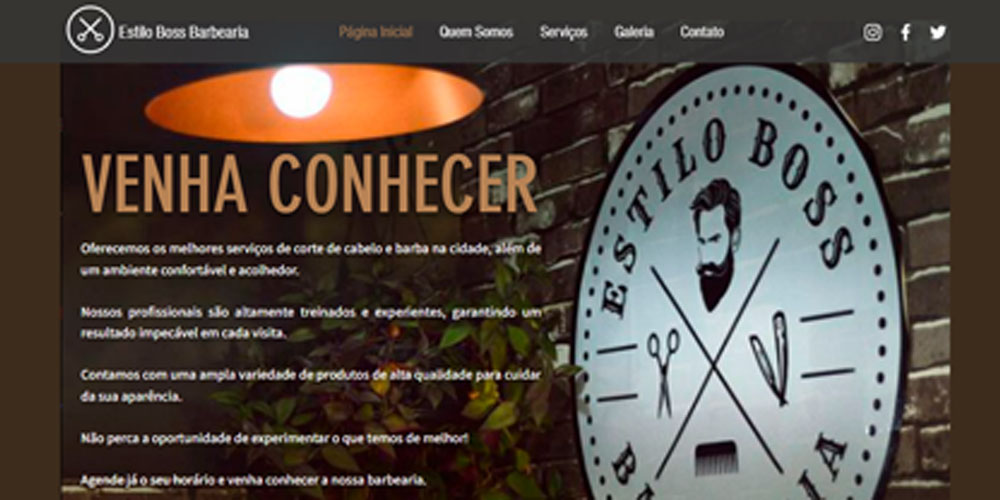 Estilo Boss Barbearia
Página Inicial
Quem Somos
Serviços
Galeria
Contato
VENHA CONHECER
Oferecemos os melhores serviços de corte de cabelo e barba na cidade, além de
um ambiente confortável e acolhedor.
Nossos profissionais são altamente treinados e experientes, garantindo um
resultado impecável em cada visita.
Contamos com uma ampla variedade de produtos de alta qualidade para cuidar
da sua aparência.
Não perca a oportunidade de experimentar o que temos de melhor!
Agende já o seu horário e venha conhecer a nossa barbearia.
ESTILO BOSS